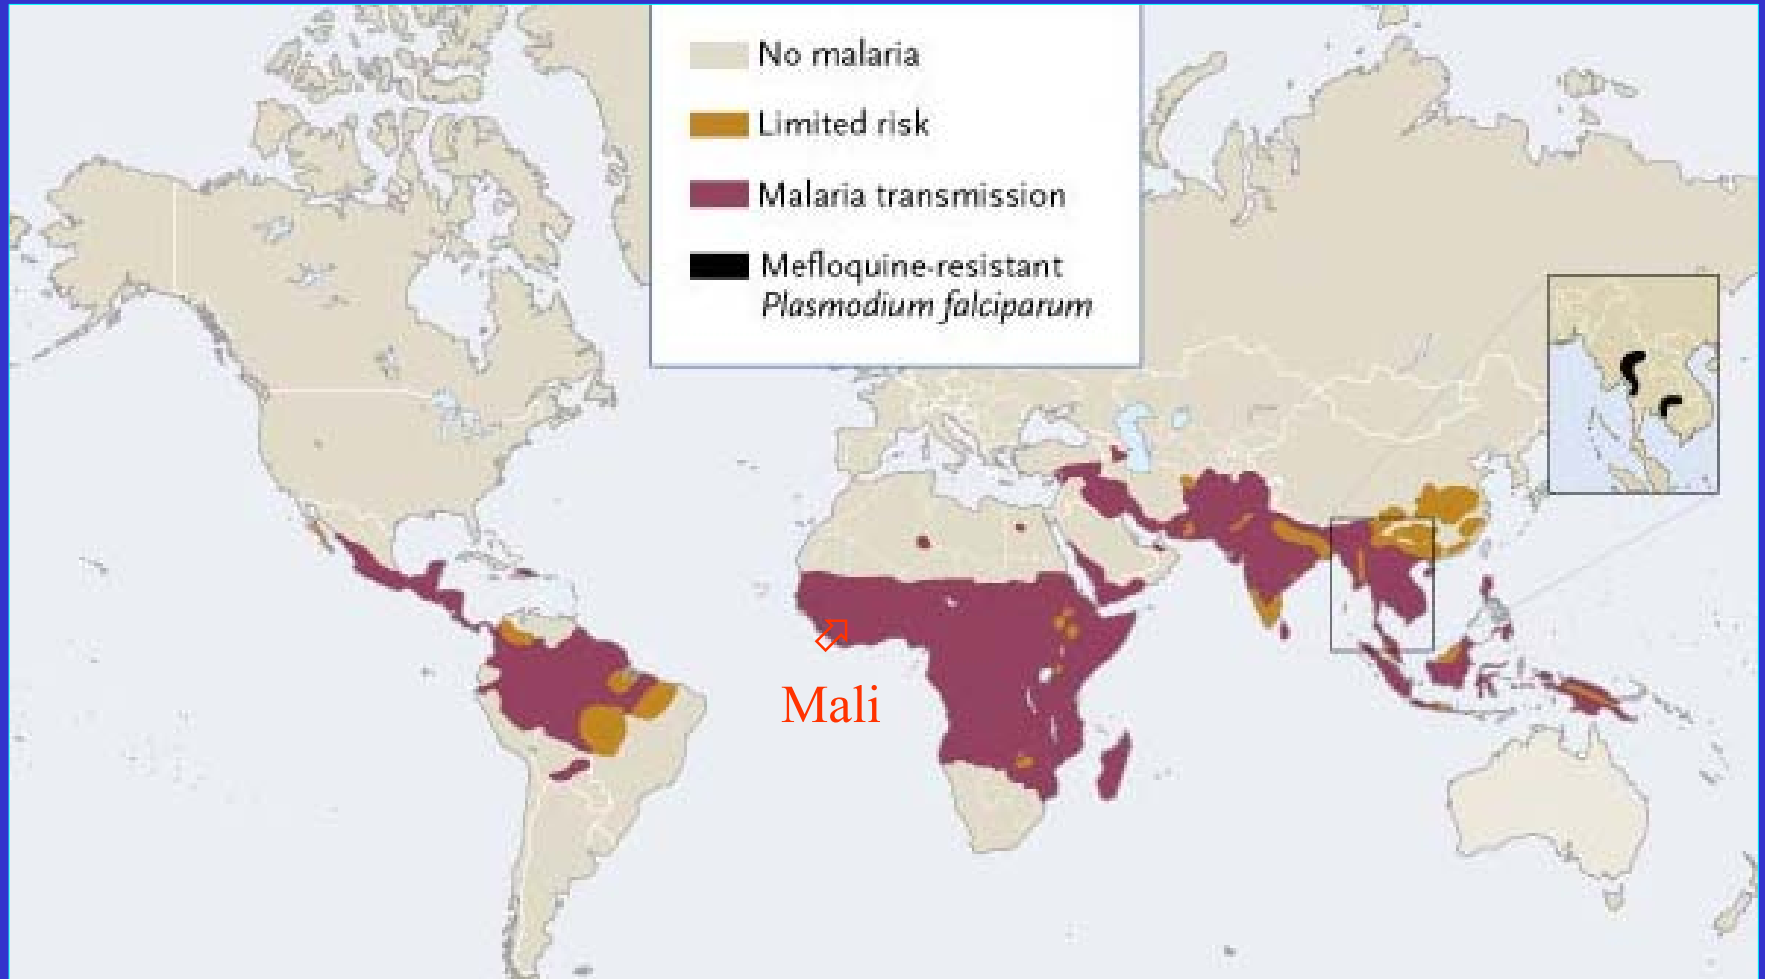 No malaria
Limited risk
Malaria transmission
Mefloquine-resistant
Plasmodium falciparum
Mali